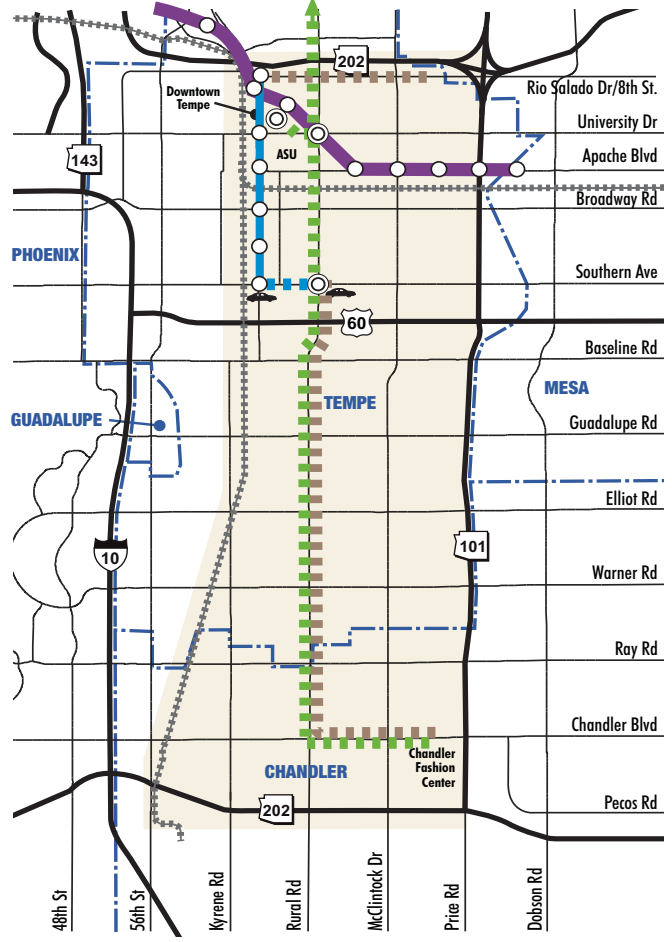 202
Rio Salado Dr/8th St.
Downtown
Tempe
University Dr
ASU
143
Apache Blvd
Broadway Rd
PHOENIX
Southern Ave
60
Baseline Rd
TEMPE
MESA
GUADALUPE
Guadalupe Rd
Elliot Rd
10
101
Warner Rd
Ray Rd
Chandler Blvd
Chandler
Fashion
Center
CHANDLER
202
Pecos Rd
48th St
56th St
Kyrene Rd
Rural Rd
McClintock Dr
Price Rd
Dobson Rd